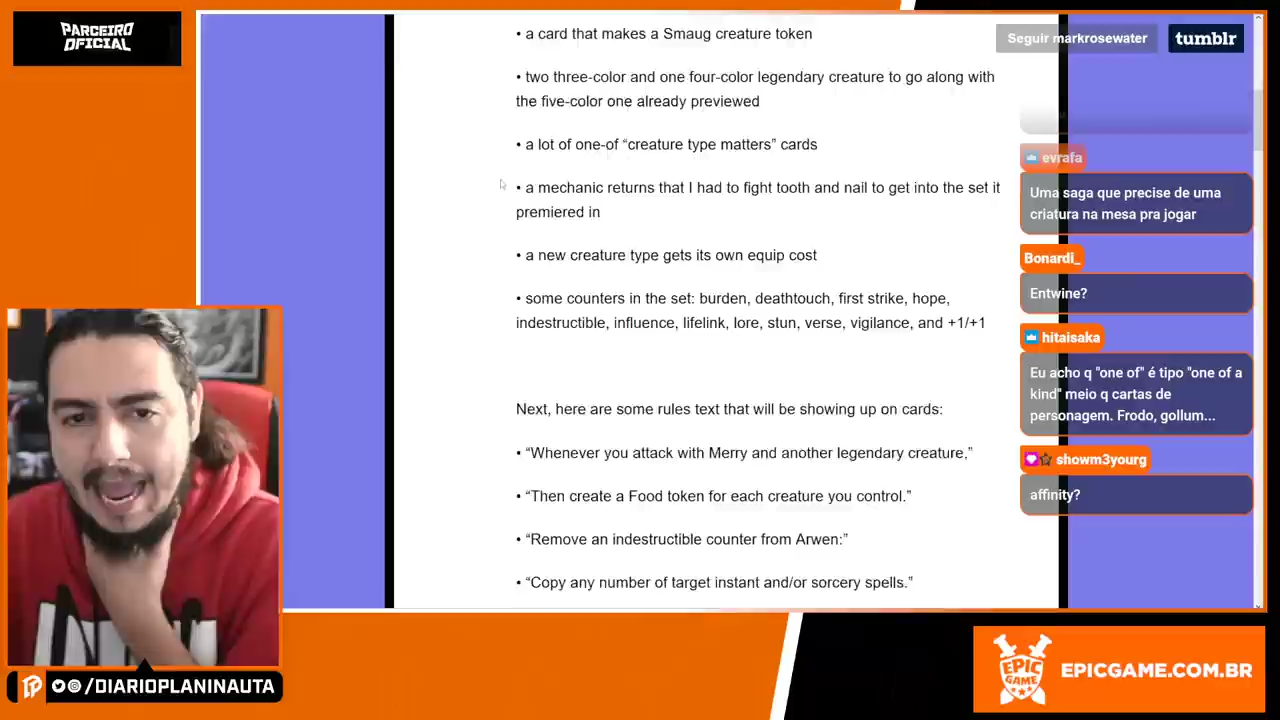 PARCEIRO
OFICIAL
• a card that makes a Smaug creature token
• two three-color and one four-color legendary creature to go along with
the five-color one already previewed
• a lot of one-of “creature type matters” cards
• a mechanic returns that I had to fight tooth and nail to get into the set it
premiered in
• a new creature type gets its own equip cost
• some counters in the set: burden, deathtouch, first strike, hope,
indestructible, influence, lifelink, lore, stun, verse, vigilance, and +1/+1
Next, here are some rules text that will be showing up on cards:
• “Whenever you attack with Merry and another legendary creature,”
• “Then create a Food token for each creature you control.”
• “Remove an indestructible counter from Arwen:”
• “Copy any number of target instant and/or sorcery spells.”
Seguir markrosewater
tumblr
evrafa
Uma saga que precise de uma
criatura na mesa pra jogar
Bonardi_
Entwine?
hitaisaka
Eu acho q "one of" é tipo "one of a
kind" meio q cartas de
personagem. Frodo, gollum...
showm3yourg
affinity?
/DIARIOPLANINAUTA
EPIC
GAME
EPICGAME.COM.BR